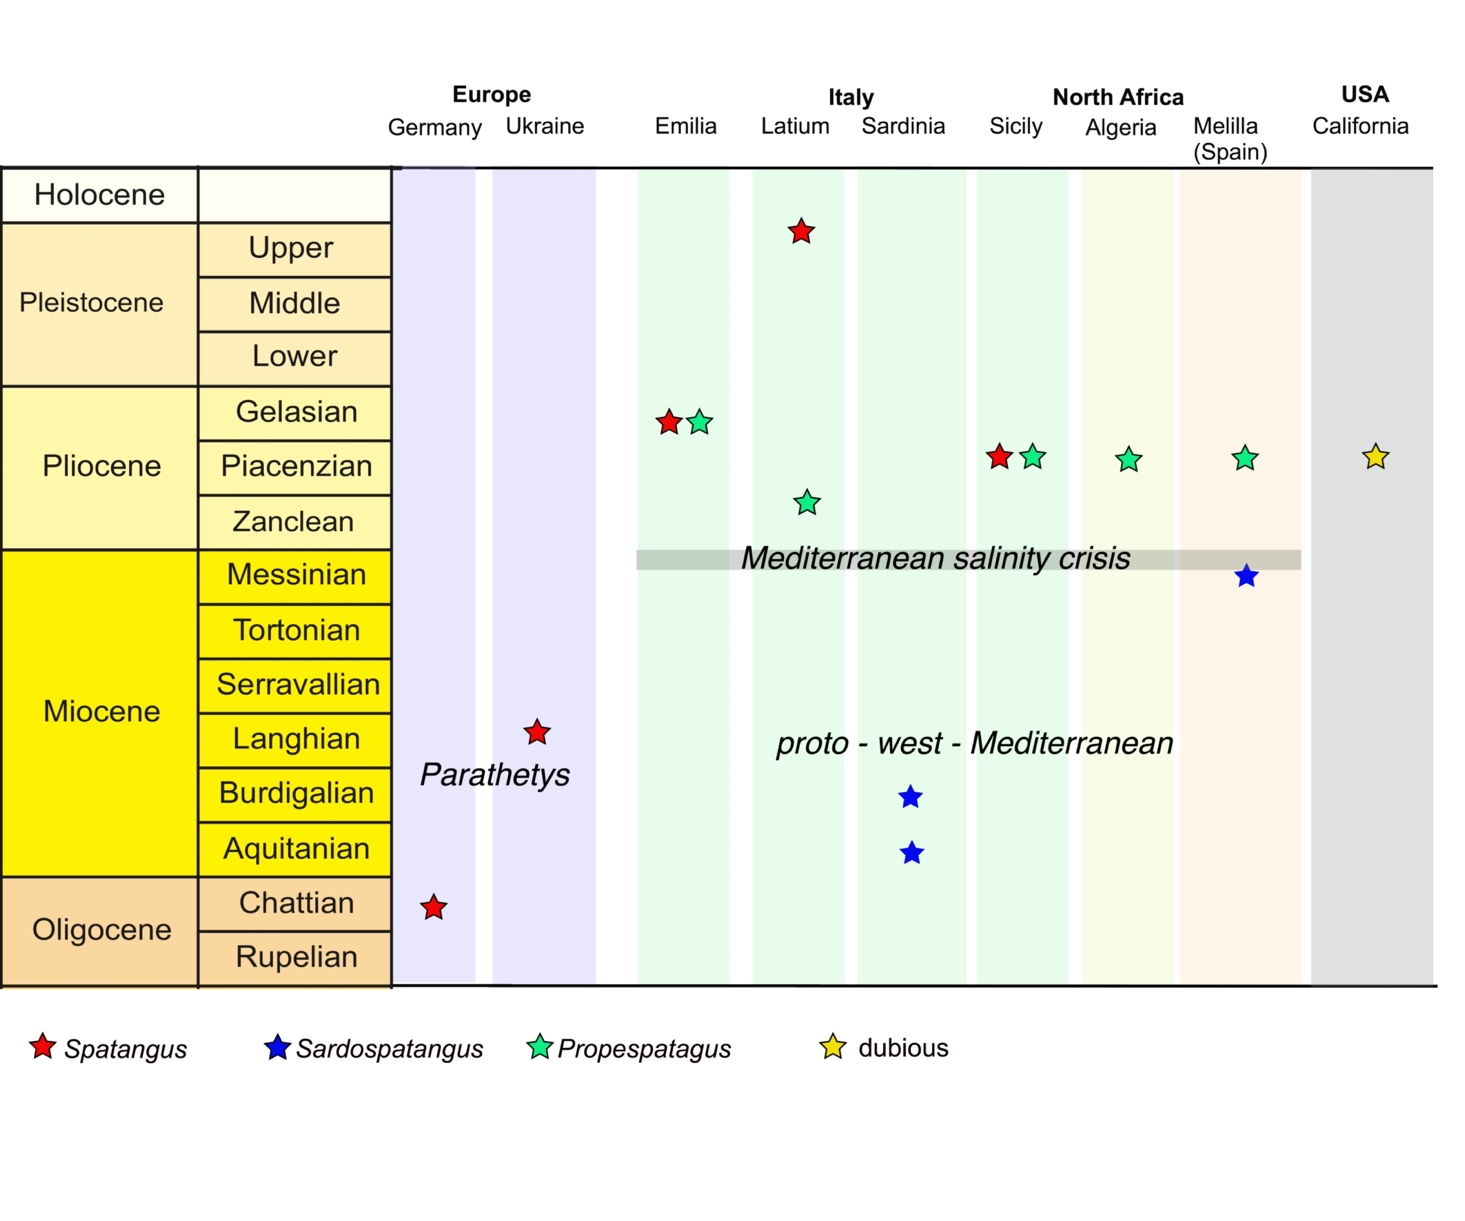 Europe
Italy
North Africa
USA
Germany
Ukraine
Emilia
Latium
Sardinia
Sicily
Algeria
Melilla
(Spain)
California
Holocene
Pleistocene
Upper
Middle
Lower
Pliocene
Gelasian
Piacenzian
Zanclean
Mediterranean salinity crisis
Miocene
Messinian
Tortonian
Serravallian
Langhian
Burdigalian
Aquitanian
proto - west - Mediterranean
Parathetys
Oligocene
Chattian
Rupelian
Spatangus
Sardospatangus
Propespatagus
dubious